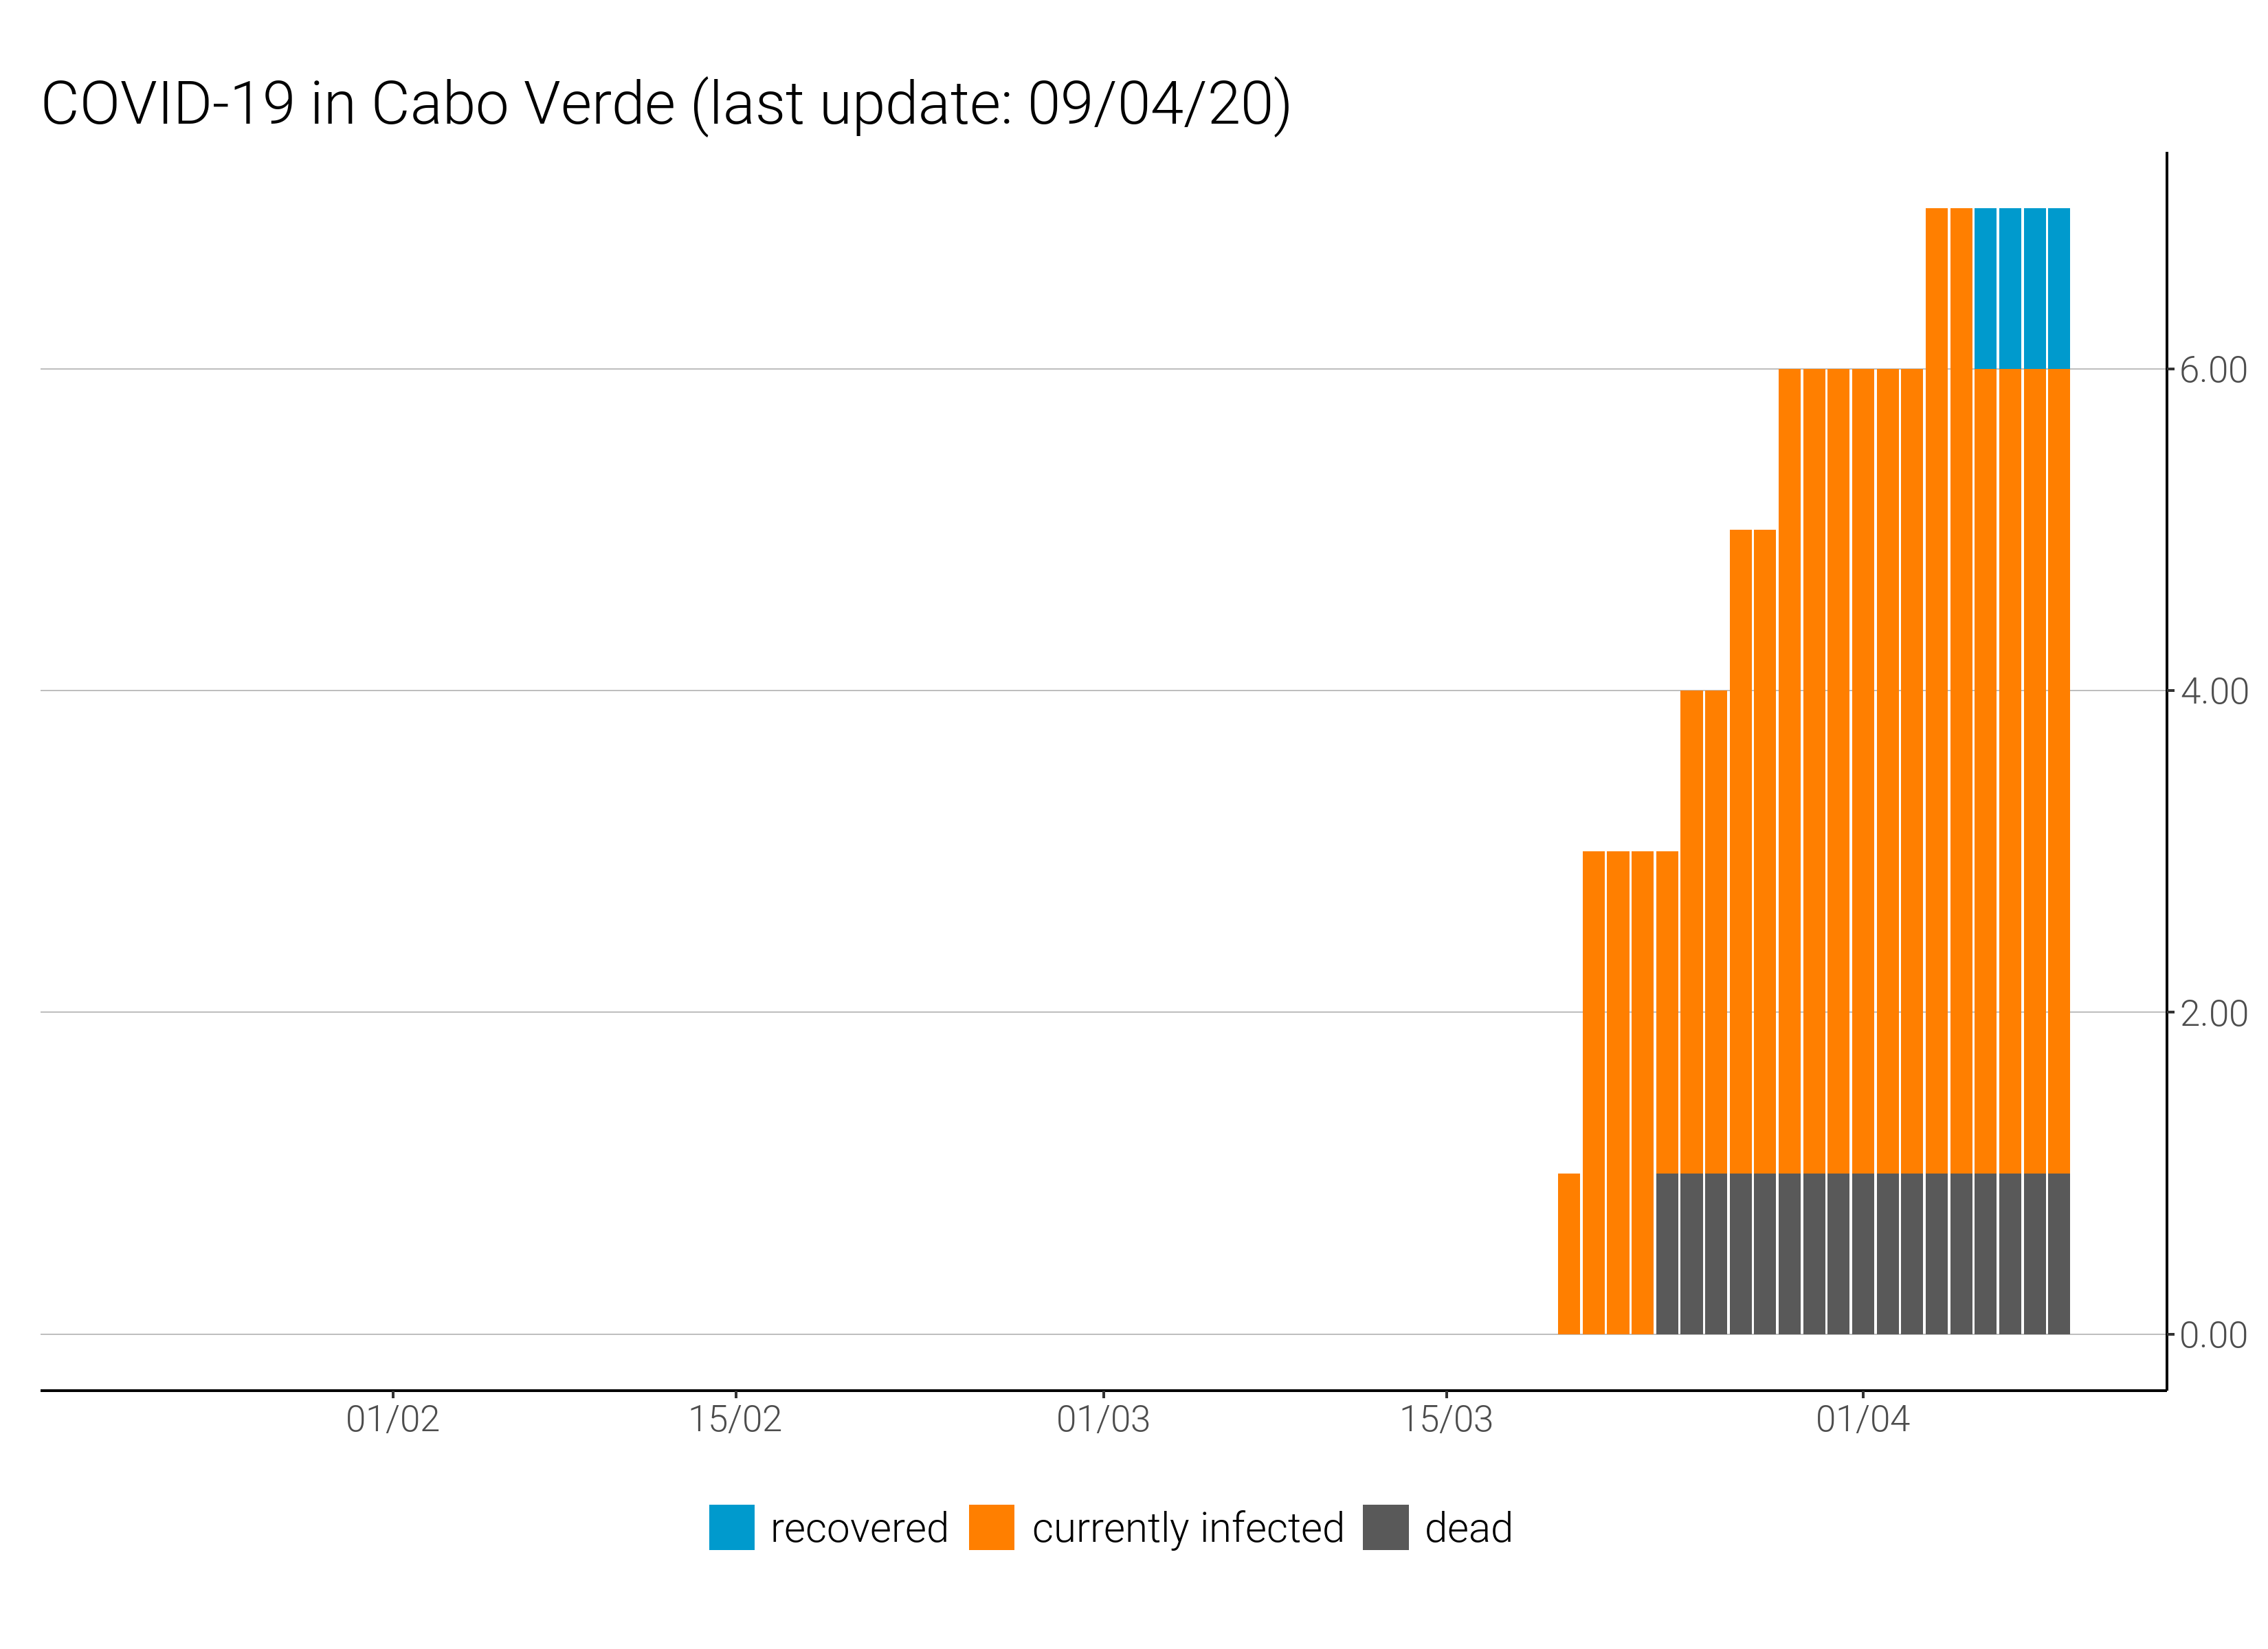 COVID-19 in Cabo Verde (last update: 09/04/20)
6.00
4.00
2.00
0.00
01/02 15/02 01/03 15/03 01/04
recovered currently infected dead